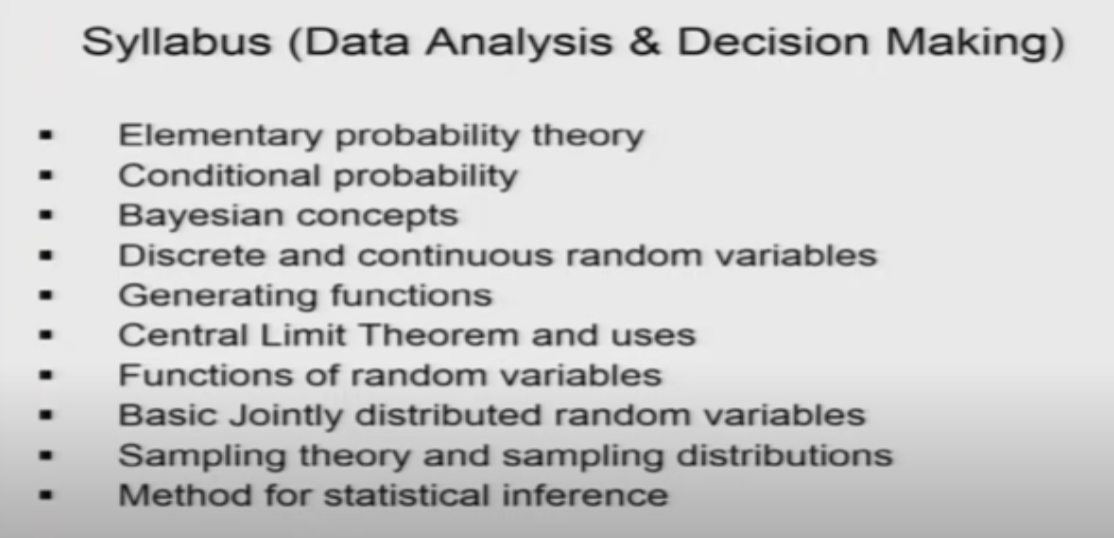 Syllabus (Data Analysis & Decision Making)
▪ Elementary probability theory
▪ Conditional probability
▪ Bayesian concepts
▪ Discrete and continuous random variables
▪ Generating functions
▪ Central Limit Theorem and uses
▪ Functions of random variables
▪ Basic Jointly distributed random variables
▪ Sampling theory and sampling distributions
▪ Method for statistical inference